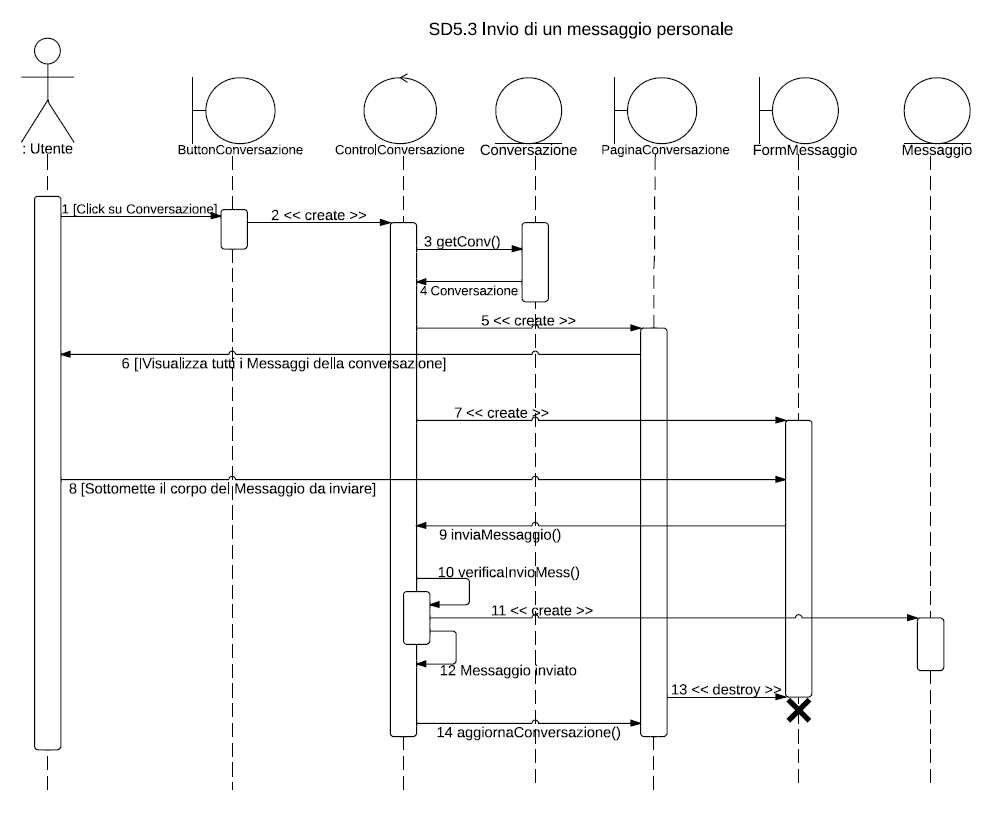 SD5.3 Invio di un messaggio personale
: Utente
ButtonConversazione
ControlConversazione
Conversazione
PaginaConversazione
FormMessaggio
Messaggio
1 [Click su Conversazione]
2 << create >>
3 getConv()
4 Conversazione
5 << create >>
6 [IVisualizza tutti i Messaggi della conversazione]
7 << create >>
8 [Sottomette il corpo del Messaggio da inviare]
9 inviaMessaggio()
10 verificaInvioMess()
11 << create >>
12 Messaggio inviato
13 << destroy >>
14 aggiornaConversazione()